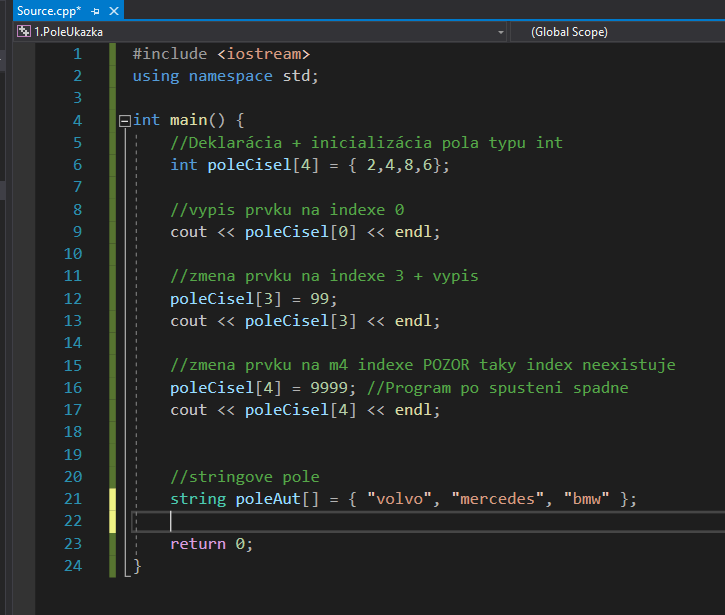 Source.cpp*
1.PoleUkazka (Global Scope)
1 #include <iostream>
2 using namespace std;
3
4 int main() {
5 //Deklarácia + inicializácia pola typu int
6 int poleCisel[4] = { 2,4,8,6};
7
8 //vypis prvku na indexe 0
9 cout << poleCisel[0] << endl;
10
11 //zmena prvku na indexe 3 + vypis
12 poleCisel[3] = 99;
13 cout << poleCisel[3] << endl;
14
15 //zmena prvku na m4 indexe POZOR taky index neexistuje
16 poleCisel[4] = 9999; //Program po spusteni spadne
17 cout << poleCisel[4] << endl;
18
19
20 //stringove pole
21 string poleAut[] = { "volvo", "mercedes", "bmw" };
22
23 return 0;
24 }